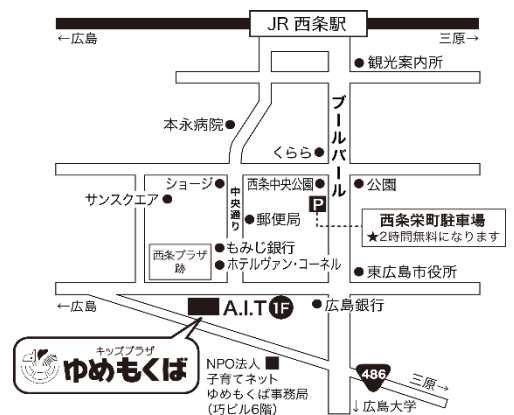 JR 西条駅
←広島
三原→
観光案内所
ブールバール
本永病院
くらら
ショージ
西条中央公園
公園
サンスクエア
中央通り
P
郵便局
西条栄町駐車場
★2時間無料になります
もみじ銀行
西条プラザ
跡
ホテルヴァン・コーネル
東広島市役所
←広島
A.I.T 1F
広島銀行
キッズプラザ
ゆめもくば
NPO法人
子育てネット
ゆめもくば事務局
(巧ビル6階)
486
三原→
↓広島大学